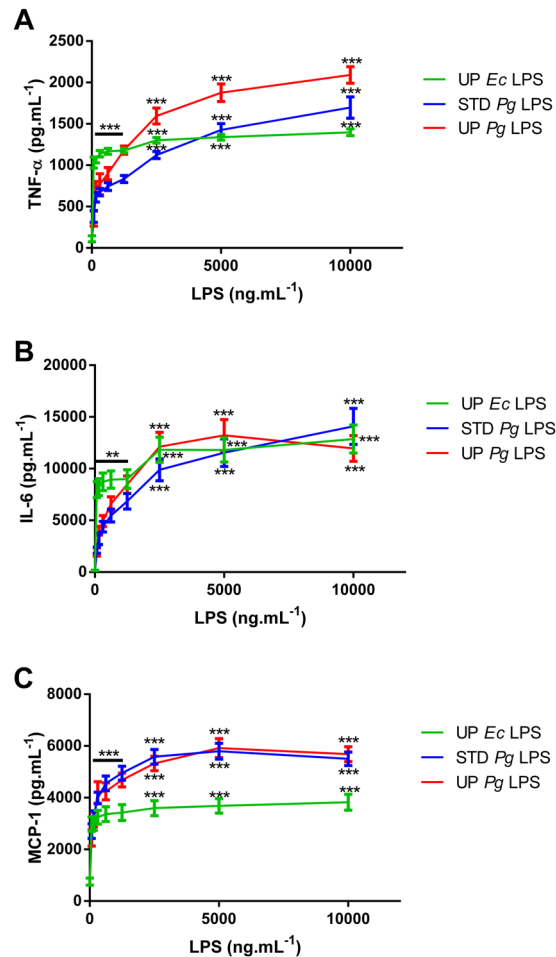 A
TNF-α (pg.mL⁻¹)
2500
2000
1500
1000
500
0
***
***
***
***
***
***
***
***
***
***
0 5000 10000
LPS (ng.mL⁻¹)
UP Ec LPS
STD Pg LPS
UP Pg LPS
B
IL-6 (pg.mL⁻¹)
20000
15000
10000
5000
0
**
***
***
***
***
***
***
***
***
***
0 5000 10000
LPS (ng.mL⁻¹)
UP Ec LPS
STD Pg LPS
UP Pg LPS
C
MCP-1 (pg.mL⁻¹)
8000
6000
4000
2000
0
***
***
***
***
***
***
***
***
***
***
0 5000 10000
LPS (ng.mL⁻¹)
UP Ec LPS
STD Pg LPS
UP Pg LPS